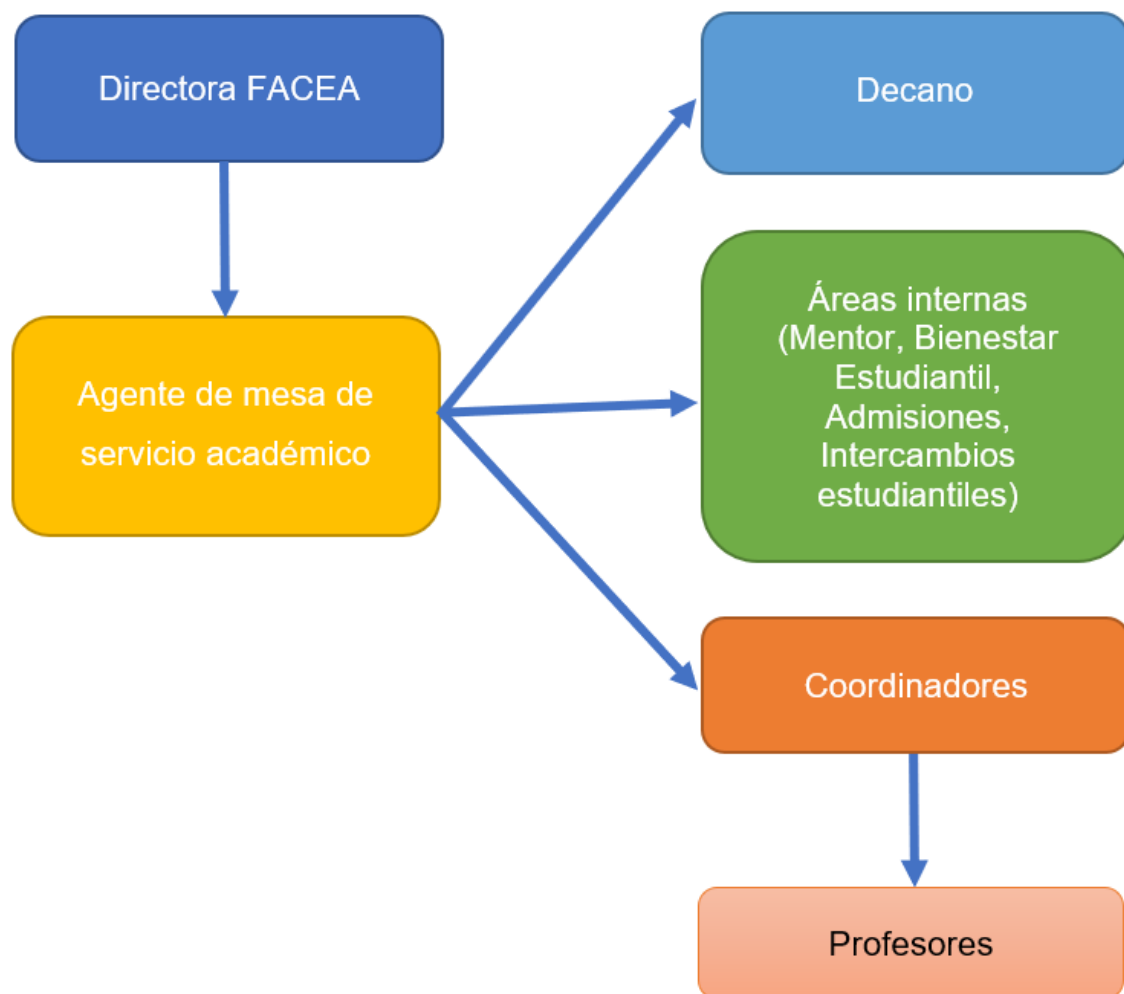 Directora FACEA
Decano
Áreas internas
(Mentor, Bienestar
Estudiantil,
Admisiones,
Intercambios
estudiantiles)
Agente de mesa de
servicio académico
Coordinadores
Profesores